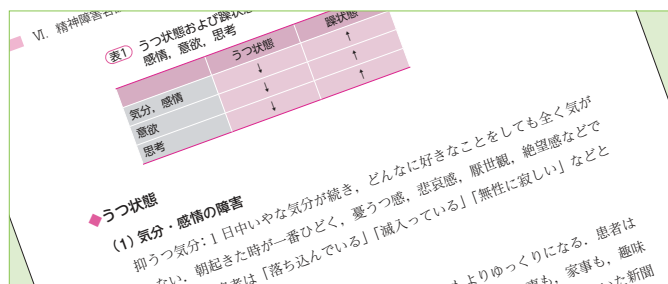 Ⅵ. 精神障害
表1 うつ状態および躁状
感情，意欲，思考
うつ状態 躁状態
気分，感情 ↓ ↑
意欲 ↓ ↑
思考 ↓ ↑
◆うつ状態
(1) 気分・感情の障害
抑うつ気分：1日中いやな気分が続き，どんなに好きなことをしても全く気が
ない．朝起きた時が一番ひどく，憂うつ感，悲哀感，厭世観，絶望感などで
者は「落ち込んでいる」「滅入っている」「無性に寂しい」などと
よりゆっくりになる．患者は
も，家事も，趣味
いた新聞